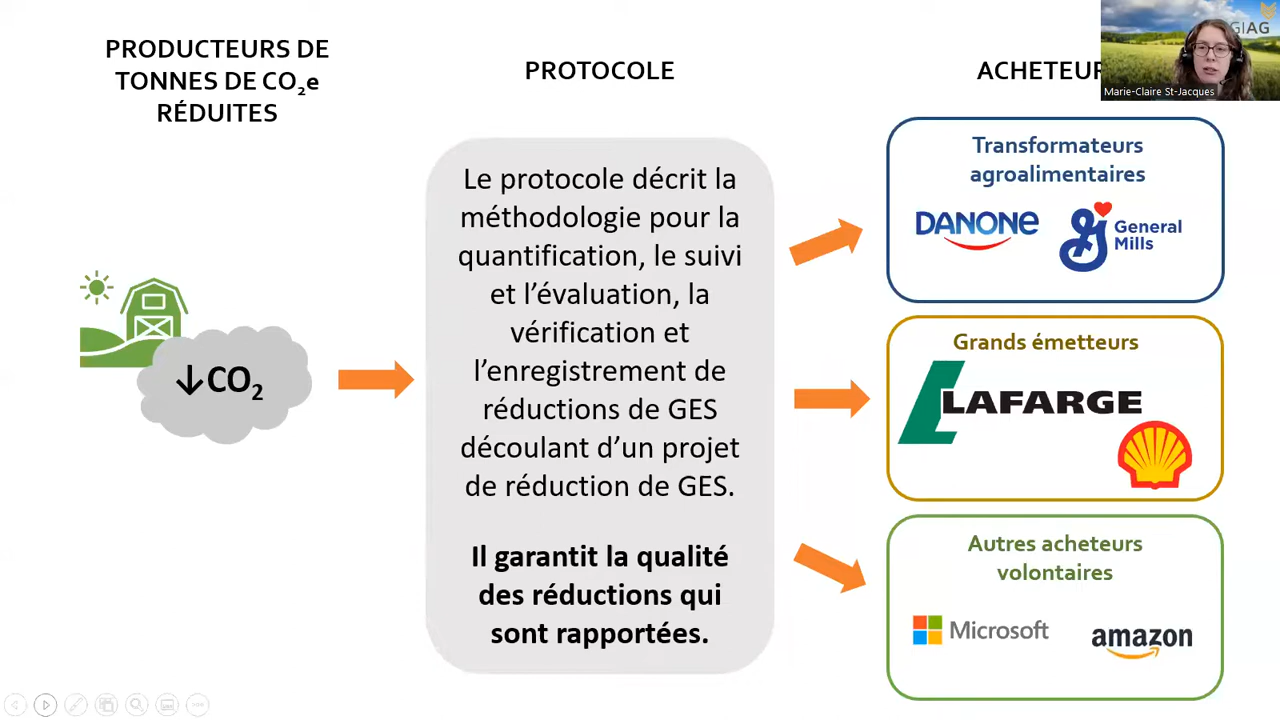 PRODUCTEURS DE
TONNES DE CO₂e
RÉDUITES
PROTOCOLE
ACHETEUR
GIAG
Marie-Claire St-Jacques
↓CO₂
Le protocole décrit la
méthodologie pour la
quantification, le suivi
et l’évaluation, la
vérification et
l’enregistrement de
réductions de GES
découlant d’un projet
de réduction de GES.
Il garantit la qualité
des réductions qui
sont rapportées.
Transformateurs
agroalimentaires
DANONE
General
Mills
Grands émetteurs
LAFARGE
Autres acheteurs
volontaires
Microsoft
amazon